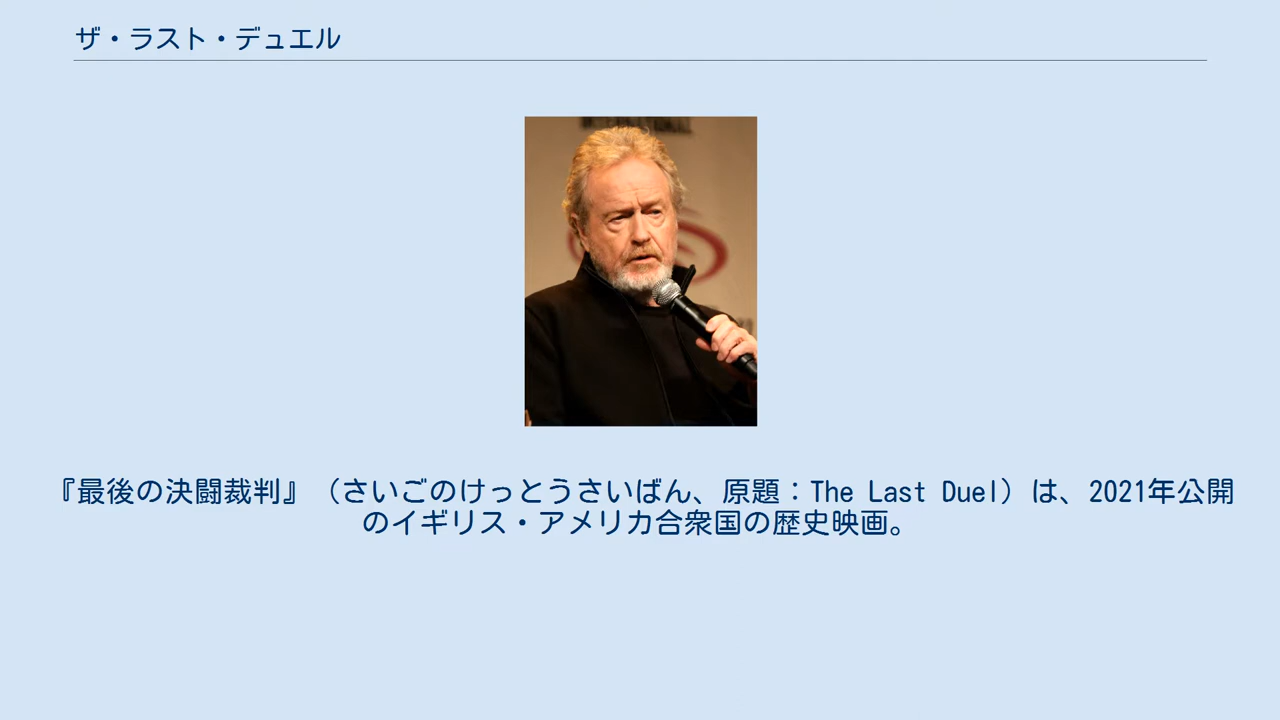 ザ・ラスト・デュエル
『最後の決闘裁判』（さいごのけっとうさいばん、原題：The Last Duel）は、2021年公開
のイギリス・アメリカ合衆国の歴史映画。